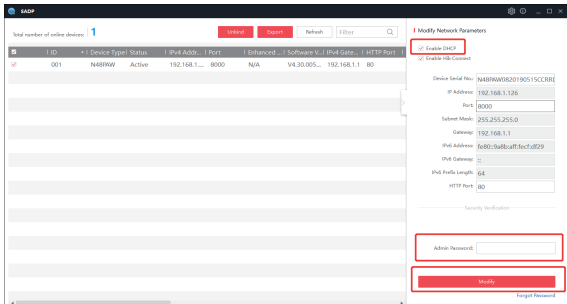 SADP
Total number of online devices: 1
Unbind Export Refresh Filter
ID Device Type Status IPv4 Addr... Port Enhanced ... Software V... IPv4 Gate... HTTP Port
001 N48PAW Active 192.168.1.... 8000 N/A V4.30.005... 192.168.1.1 80
Modify Network Parameters
Enable DHCP
Enable Hik-Connect
Device Serial No.: N48PAW0820190515CCRR
IP Address: 192.168.1.126
Port: 8000
Subnet Mask: 255.255.255.0
Gateway: 192.168.1.1
IPv6 Address: fe80::9a8b:aff:fecf:df29
IPv6 Gateway: ::
IPv6 Prefix Length: 64
HTTP Port: 80
Security Verification
Admin Password:
Modify
Forgot Password